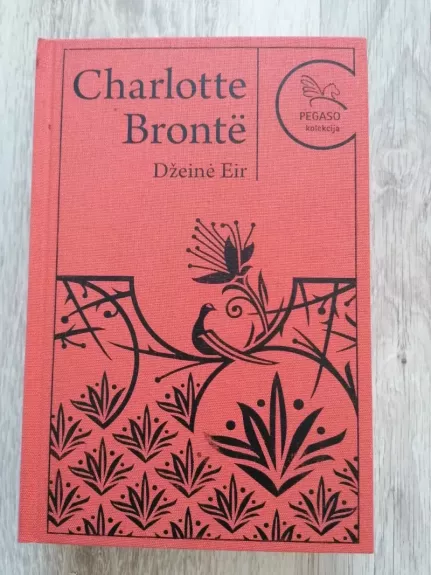 Charlotte
Brontë
Džeinė Eir
PEGASO
kolekcija